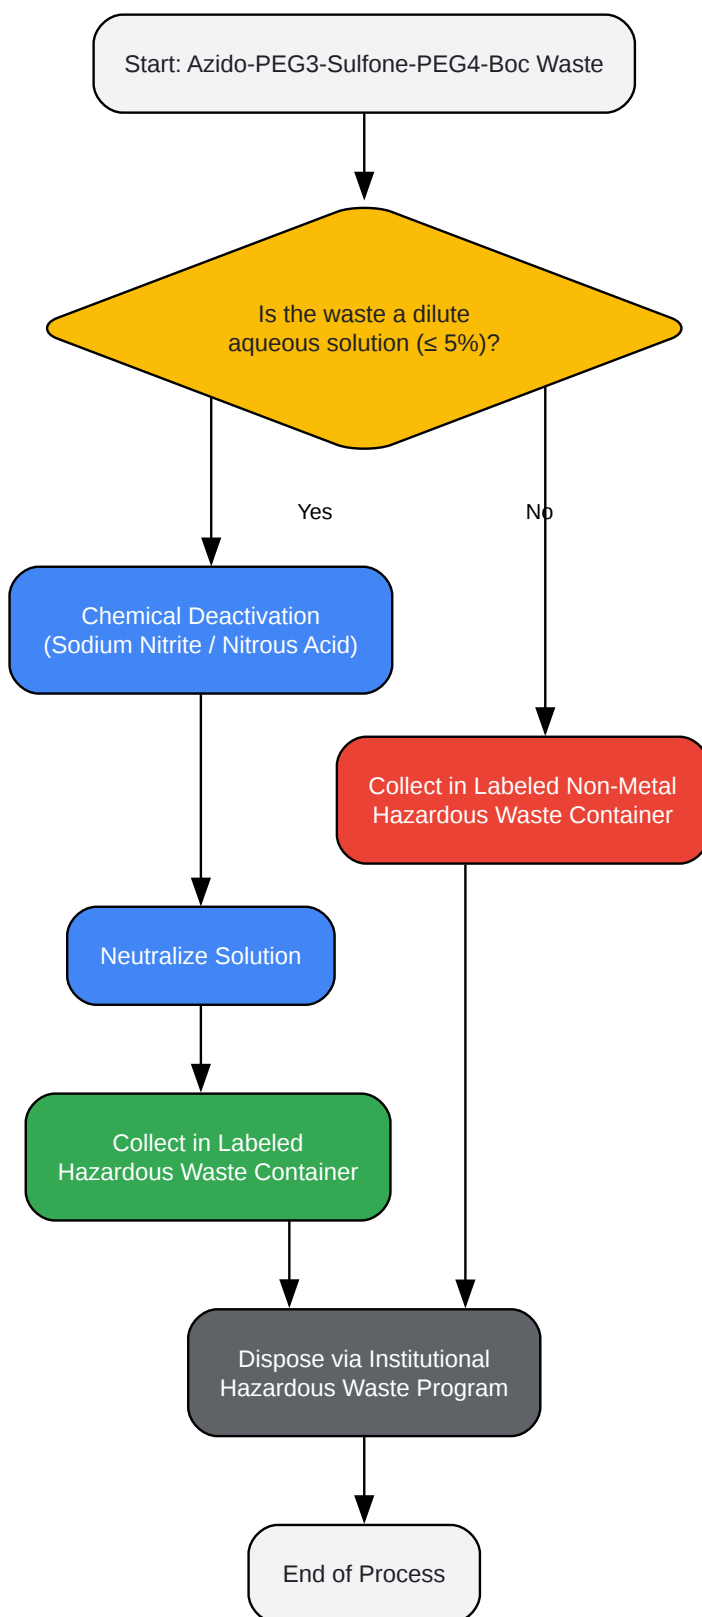 Start: Azido-PEG3-Sulfone-PEG4-Boc Waste
Is the waste a dilute
aqueous solution (≤ 5%)?
Yes
No
Chemical Deactivation
(Sodium Nitrite / Nitrous Acid)
Collect in Labeled Non-Metal
Hazardous Waste Container
Neutralize Solution
Collect in Labeled
Hazardous Waste Container
Dispose via Institutional
Hazardous Waste Program
End of Process